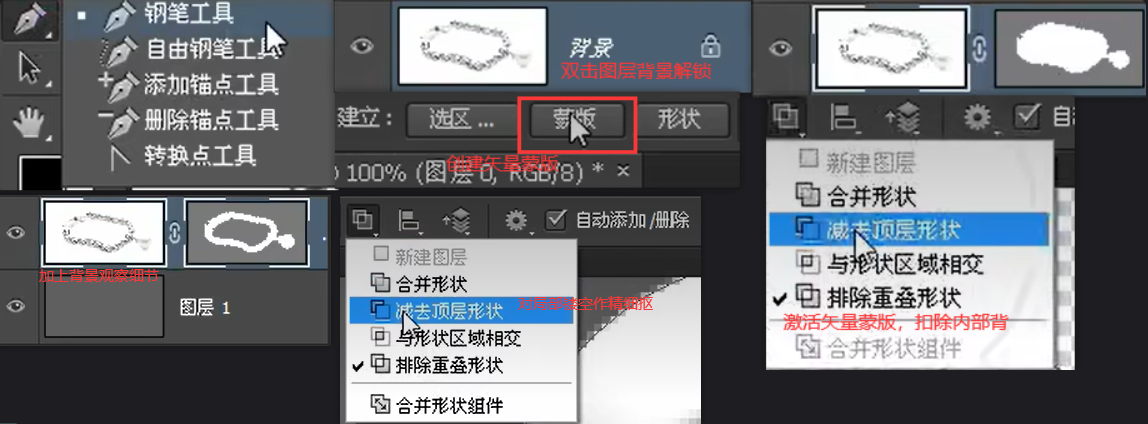 钢笔工具
自由钢笔工具
添加锚点工具
删除锚点工具
转换点工具
背景
双击图层背景解锁
建立：
选区 ...
蒙版
形状
创建矢量蒙版
100% (图层 0, RGB/8) * ×
自
新建图层
合并形状
减去顶层形状
与形状区域相交
排除重叠形状
激活矢量蒙版，扣除内部背
合并形状组件
加上背景观察细节
图层 1
自动添加/删除
新建图层
合并形状
减去顶层形状
空作精细抠
与形状区域相交
排除重叠形状
合并形状组件